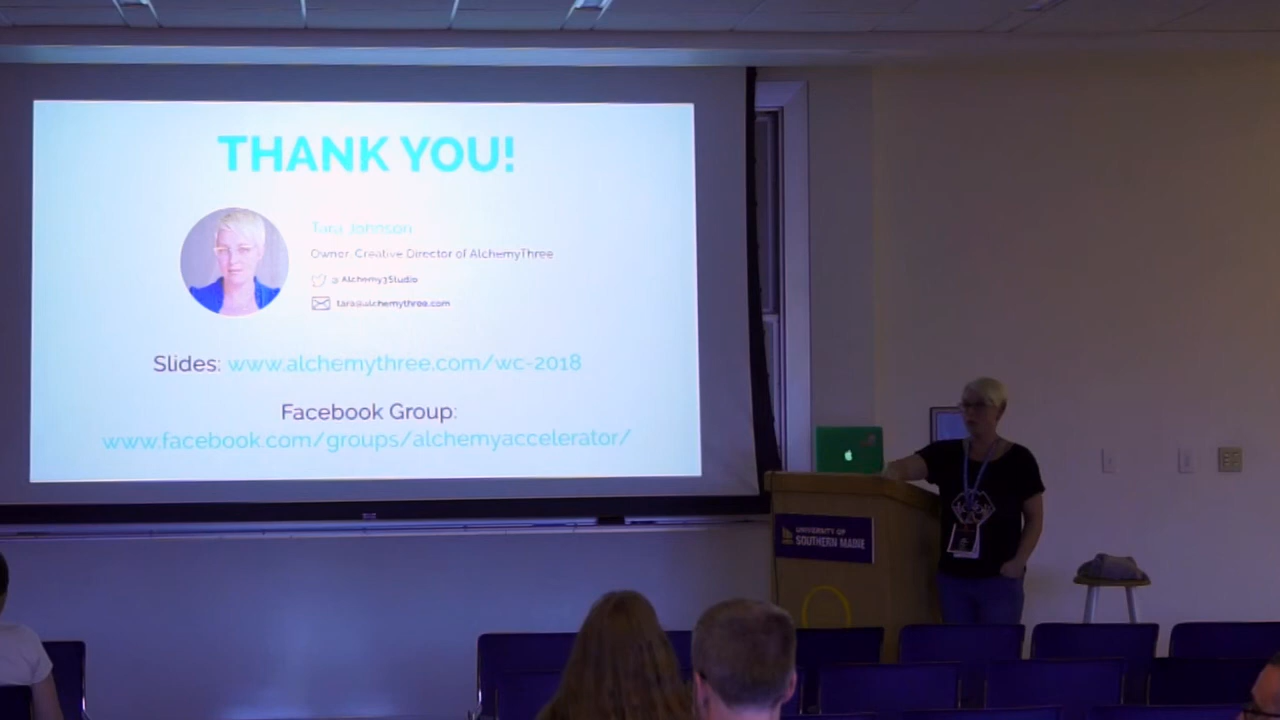 THANK YOU!
Tara Johnson
Owner, Creative Director of AlchemyThree
@Alchemy3Studio
tara@alchemythree.com
Slides: www.alchemythree.com/wc-2018
Facebook Group:
www.facebook.com/groups/alchemyaccelerator/
UNIVERSITY OF
SOUTHERN MAINE